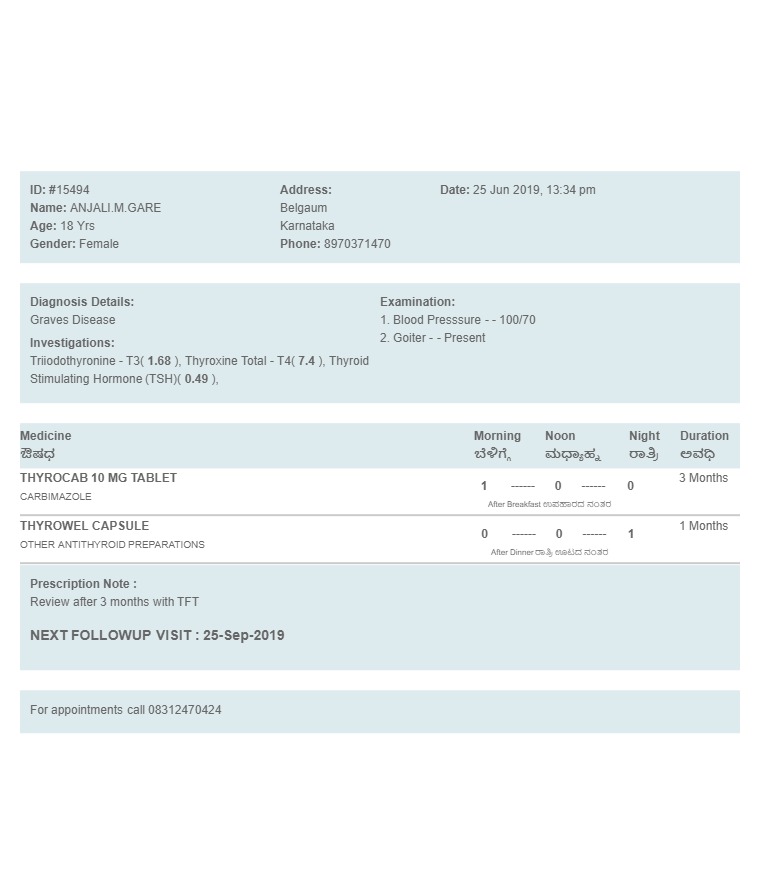 ID: #15494
Name: ANJALI.M.GARE
Age: 18 Yrs
Gender: Female
Address:
Belgaum
Karnataka
Phone: 8970371470
Date: 25 Jun 2019, 13:34 pm
Diagnosis Details:
Graves Disease
Investigations:
Triiodothyronine - T3( 1.68 ), Thyroxine Total - T4( 7.4 ), Thyroid
Stimulating Hormone (TSH)( 0.49 ),
Examination:
1. Blood Presssure - - 100/70
2. Goiter - - Present
Medicine Morning Noon Night Duration
ಔಷಧ ಬೆಳಿಗ್ಗೆ ಮಧ್ಯಾಹ್ನ ರಾತ್ರಿ ಅವಧಿ
THYROCAB 10 MG TABLET 3 Months
1 ------ 0 ------ 0
CARBIMAZOLE
After Breakfast ಉಪಹಾರದ ನಂತರ
THYROWEL CAPSULE 1 Months
0 ------ 0 ------ 1
OTHER ANTITHYROID PREPARATIONS
After Dinner ರಾತ್ರಿ ಊಟದ ನಂತರ
Prescription Note :
Review after 3 months with TFT
NEXT FOLLOWUP VISIT : 25-Sep-2019
For appointments call 08312470424